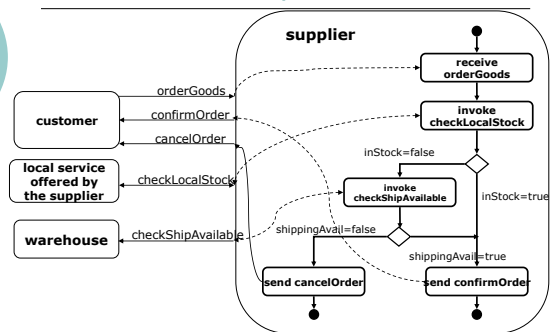 supplier
receive
orderGoods
orderGoods
confirmOrder
customer
cancelOrder
invoke
checkLocalStock
inStock=false
local service
offered by
the supplier
checkLocalStock
invoke
checkShipAvailable
inStock=true
warehouse
checkShipAvailable
shippingAvail=false
shippingAvail=true
send cancelOrder
send confirmOrder